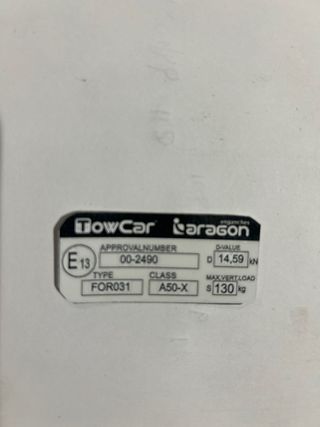 TowCar enganches aragon
APPROVALNUMBER D-VALUE
E13 00-2490 D 14,59 kN
TYPE CLASS MAX.VERT.LOAD
FOR031 A50-X S 130 kg